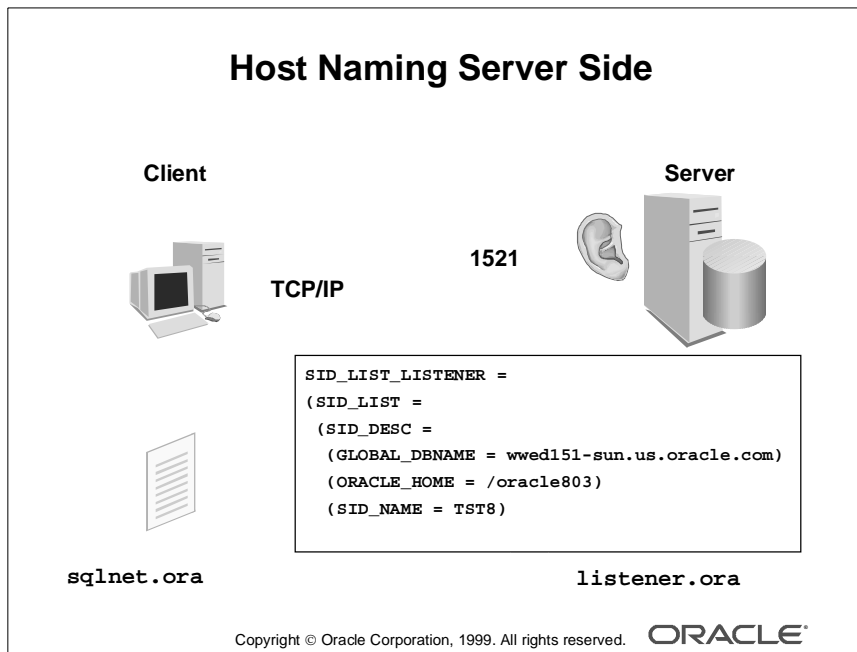 Host Naming Server Side
Client
Server
1521
TCP/IP
SID_LIST_LISTENER =
(SID_LIST =
(SID_DESC =
(GLOBAL_DBNAME = wwed151-sun.us.oracle.com)
(ORACLE_HOME = /oracle803)
(SID_NAME = TST8)
sqlnet.ora
listener.ora
Copyright © Oracle Corporation, 1999. All rights reserved.
ORACLE®